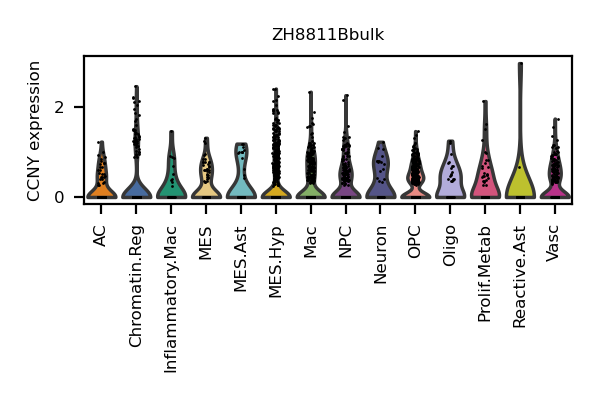 ZH8811Bbulk
CCNY expression
2
0
AC
Chromatin.Reg
Inflammatory.Mac
MES
MES.Ast
MES.Hyp
Mac
NPC
Neuron
OPC
Oligo
Prolif.Metab
Reactive.Ast
Vasc